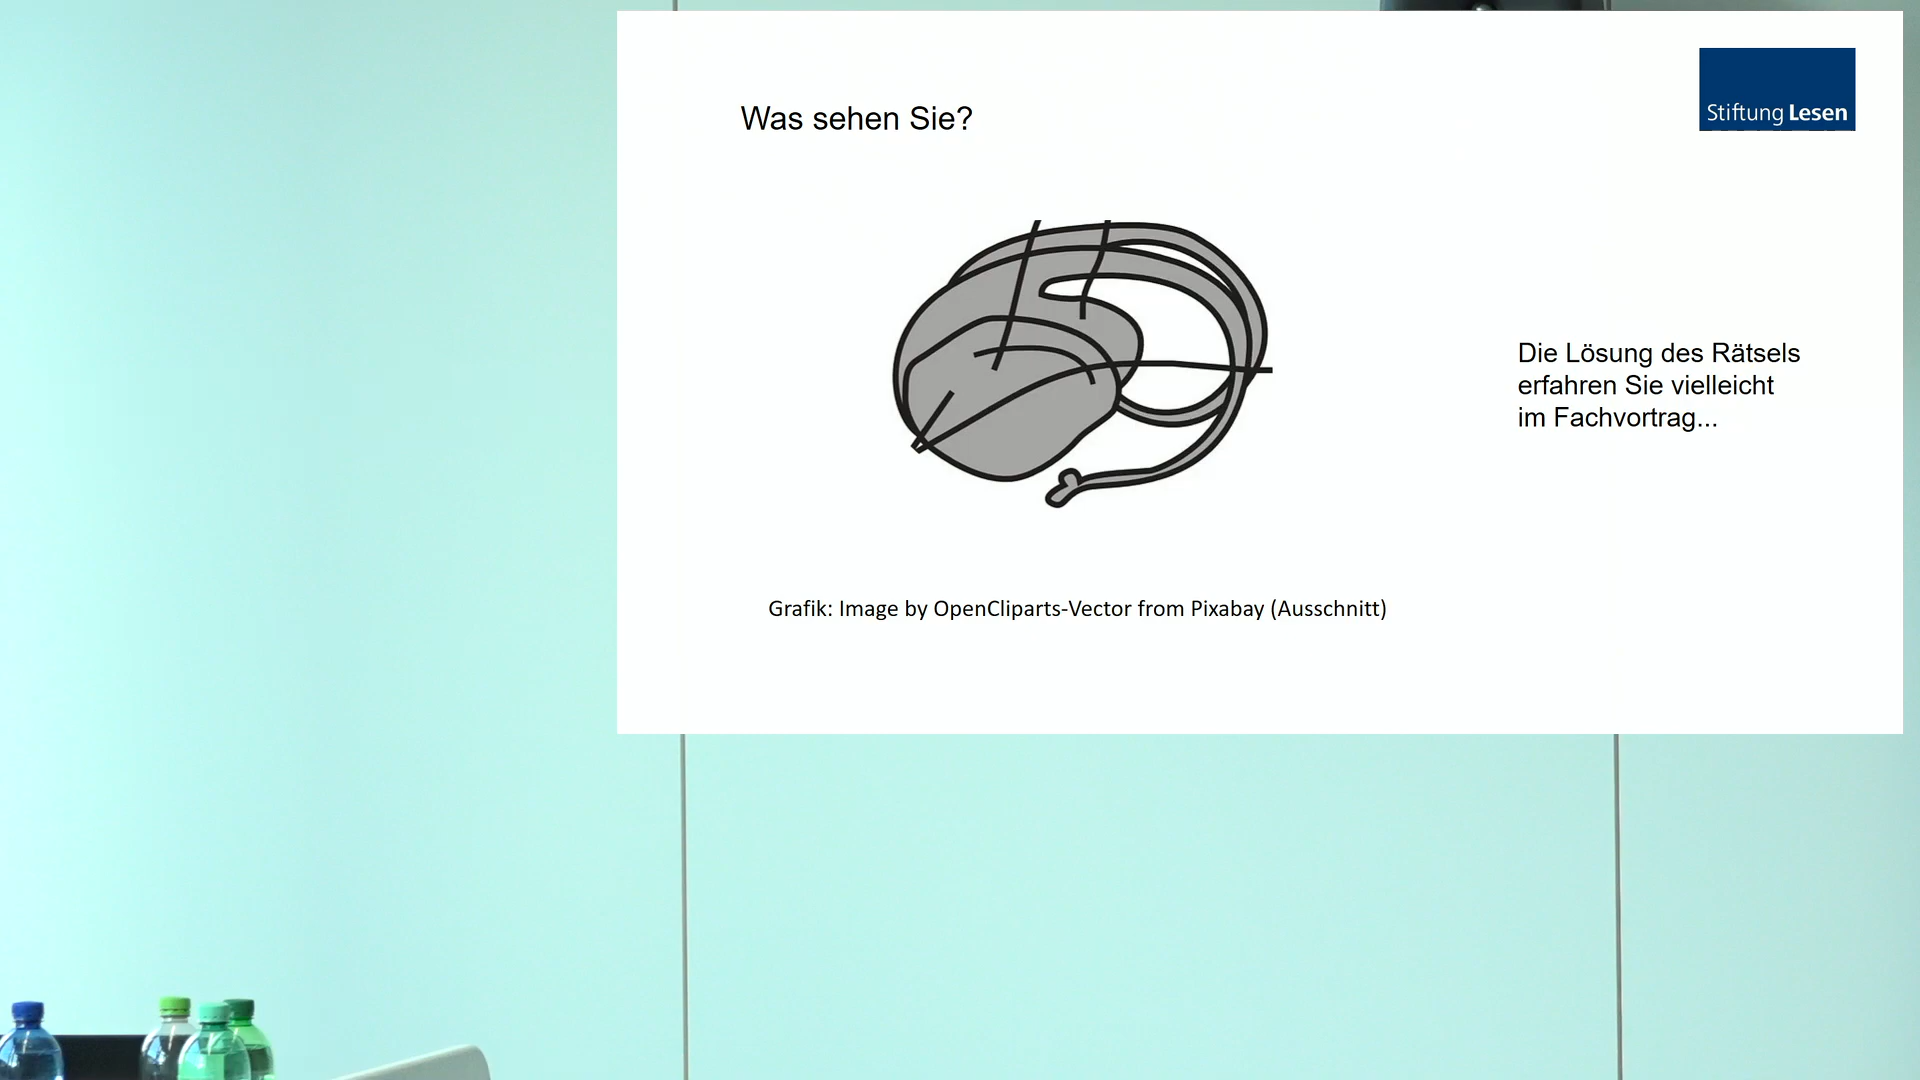 Was sehen Sie?
Stiftung Lesen
Die Lösung des Rätsels
erfahren Sie vielleicht
im Fachvortrag...
Grafik: Image by OpenCliparts-Vector from Pixabay (Ausschnitt)